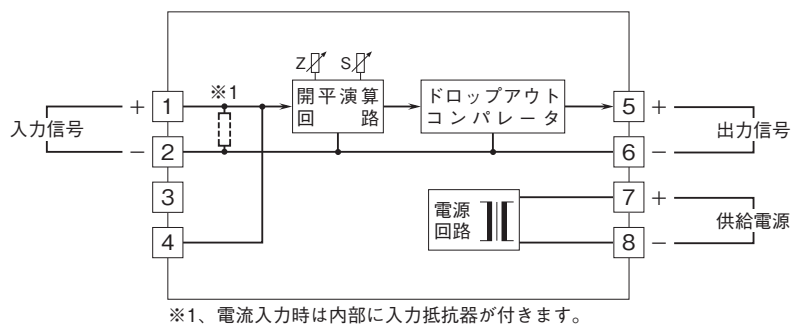 Z S
※1
開平演算
回路
ドロップアウト
コンパレータ
+ 1
入力信号
− 2
3
4
5 +
出力信号
6 −
電源
回路
7 +
供給電源
8 −
※1、電流入力時は内部に入力抵抗器が付きます。